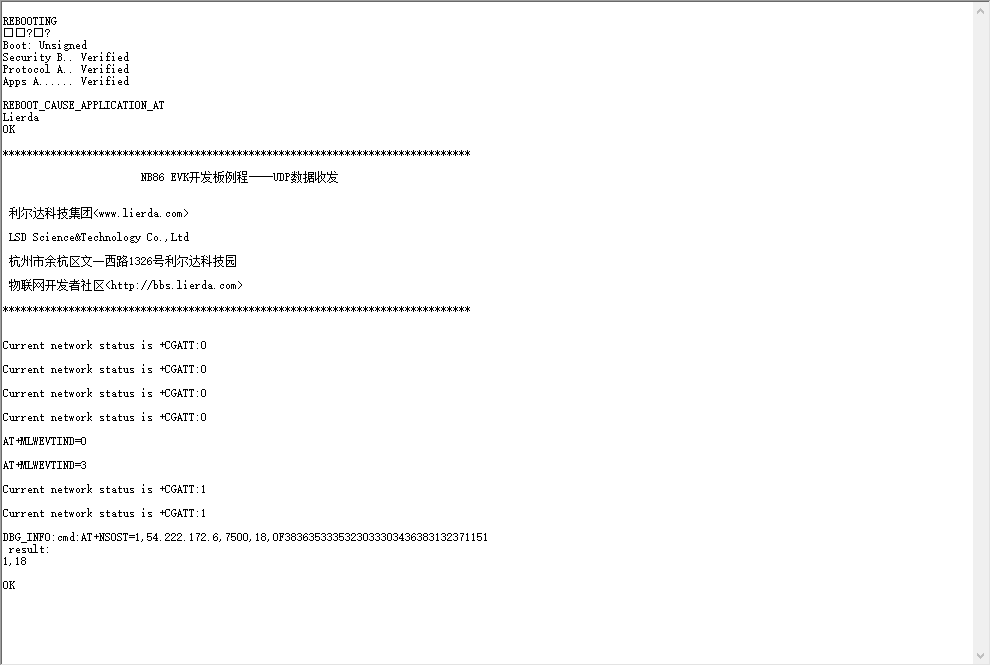 REBOOTING
□□?□?
Boot: Unsigned
Security B.. Verified
Protocol A.. Verified
Apps A...... Verified
REBOOT_CAUSE_APPLICATION_AT
Lierda
OK
******************************************************************************
NB86 EVK开发板例程——UDP数据收发
利尔达科技集团<www.lierda.com>
LSD Science&Technology Co.,Ltd
杭州市余杭区文一西路1326号利尔达科技园
物联网开发者社区<http://bbs.lierda.com>
******************************************************************************
Current network status is +CGATT:0
Current network status is +CGATT:0
Current network status is +CGATT:0
Current network status is +CGATT:0
AT+MLWEVTIND=0
AT+MLWEVTIND=3
Current network status is +CGATT:1
Current network status is +CGATT:1
DBG_INFO:cmd:AT+NSOST=1,54.222.172.6,7500,18,0F383635333532303330343638313237​1151
result:
1,18
OK